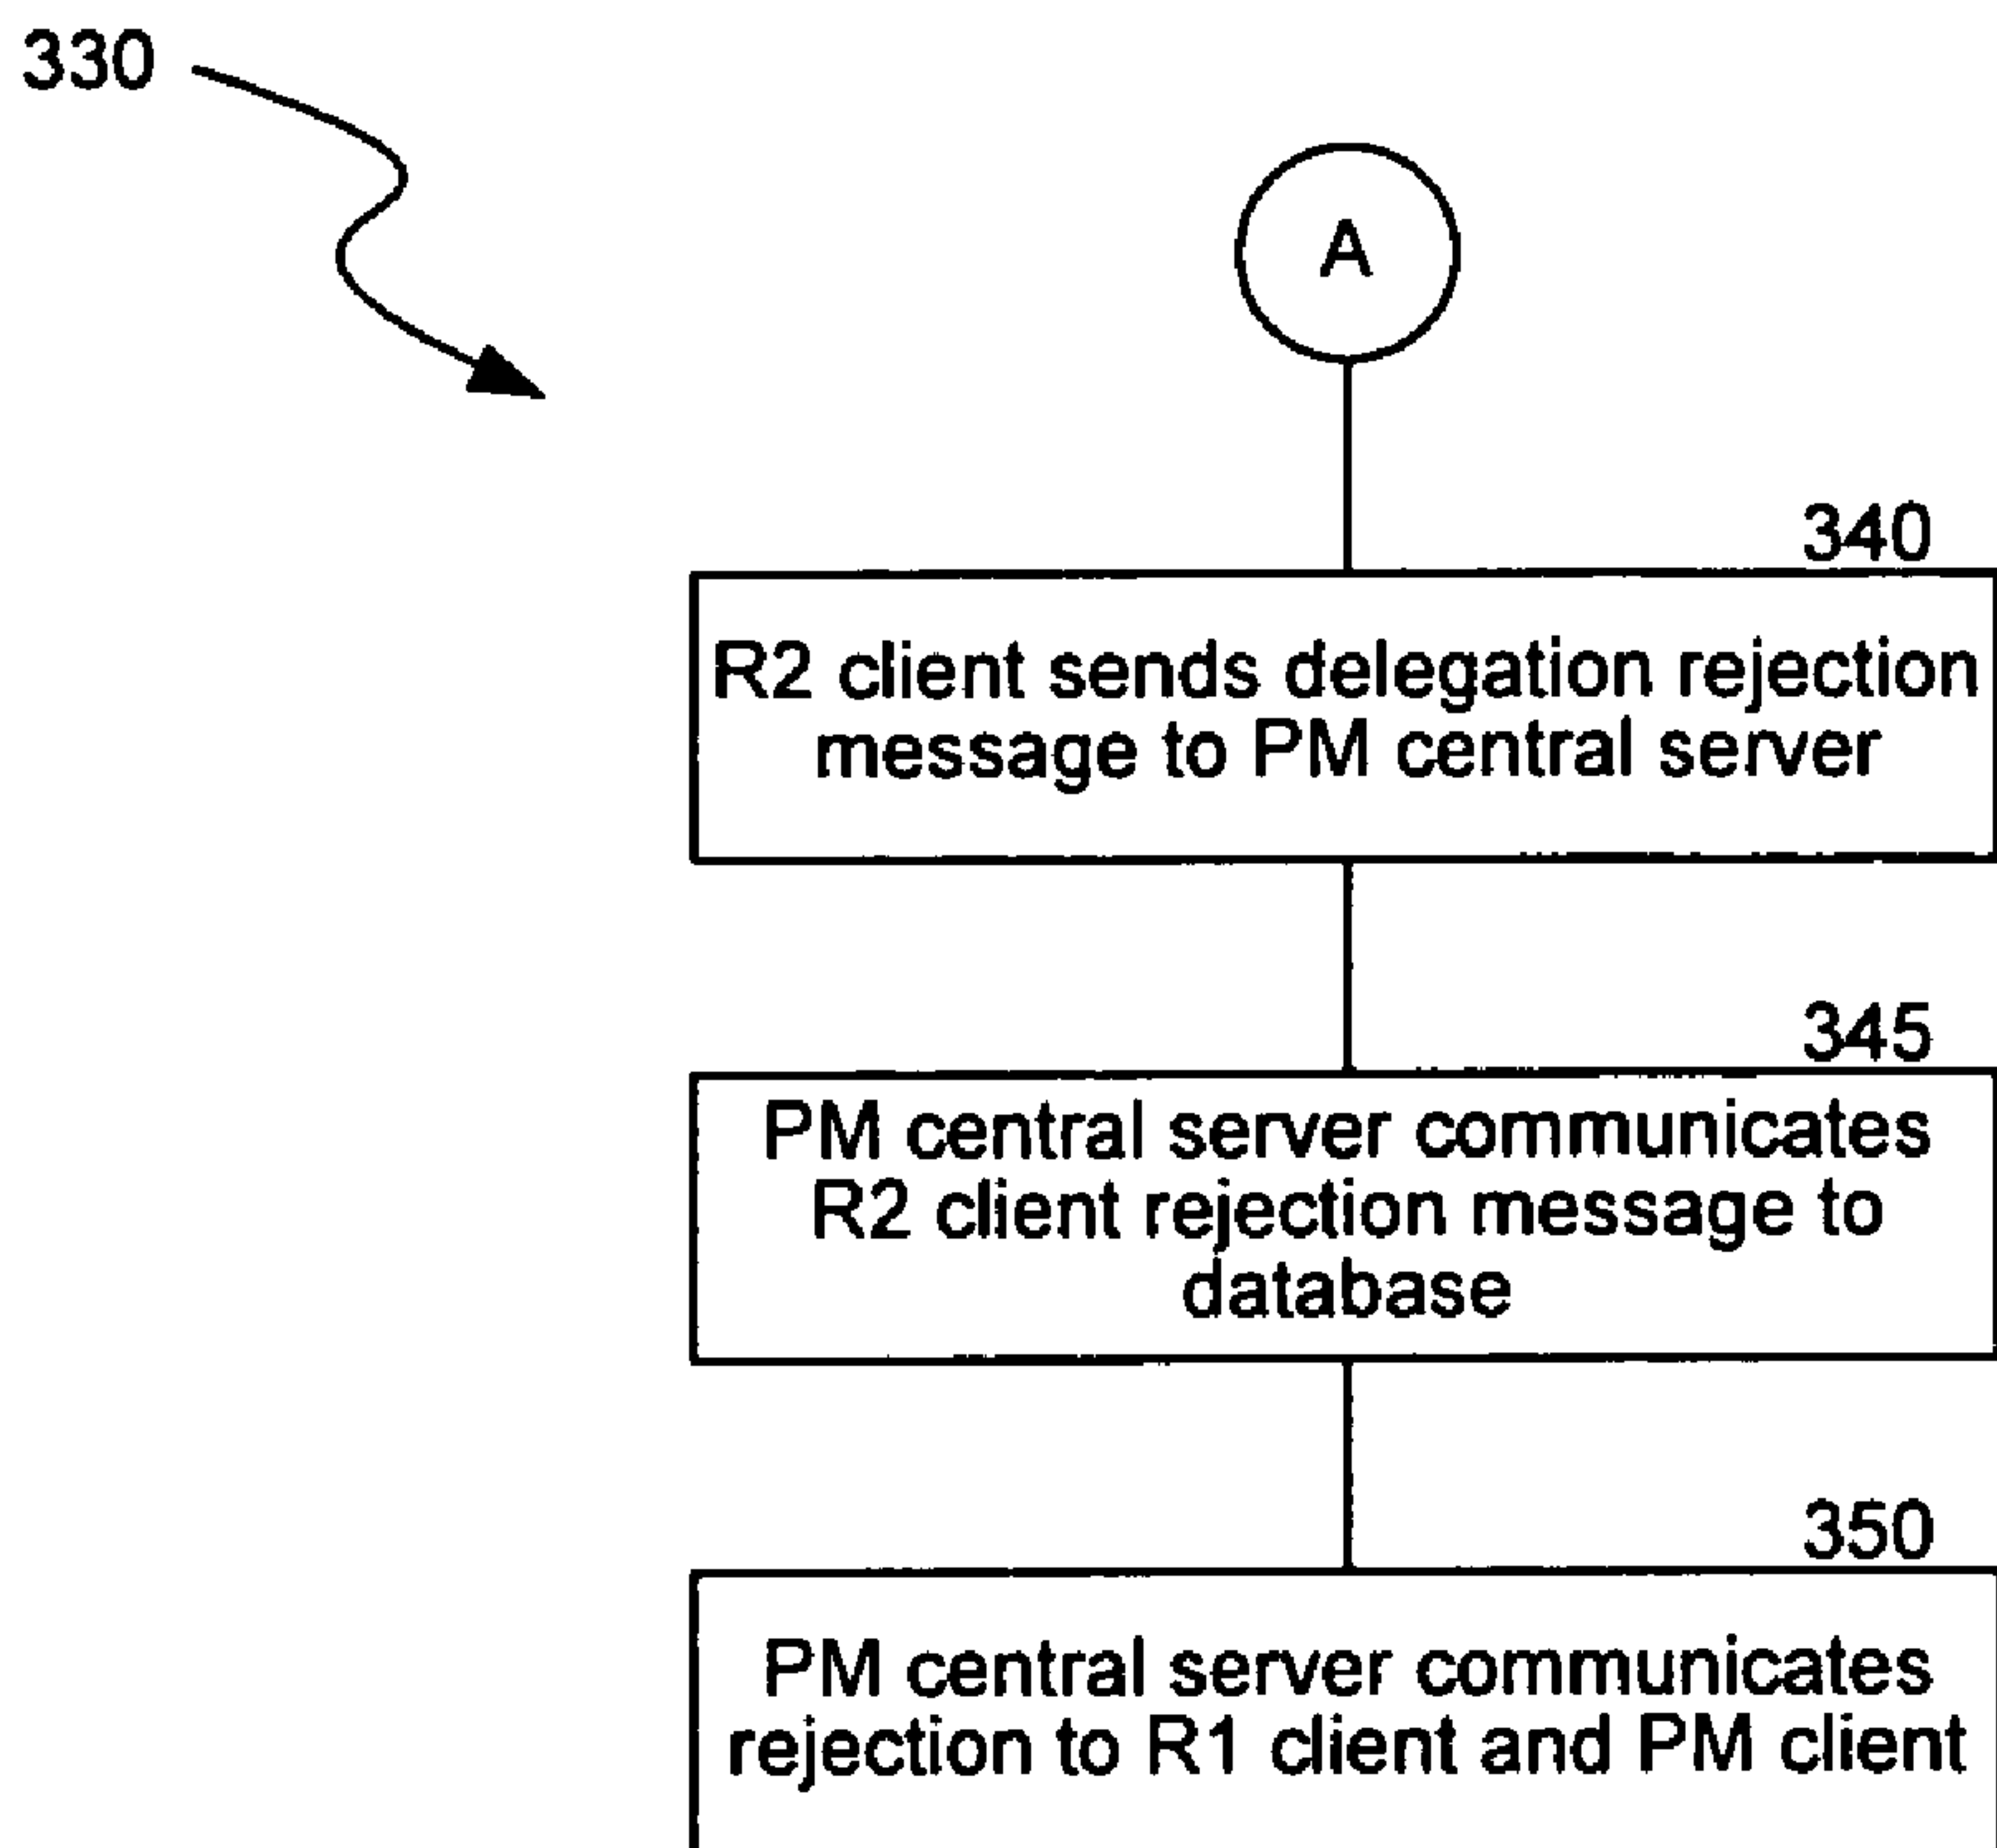 330
A
340
R2 client sends delegation rejection
message to PM central server
345
PM central server communicates
R2 client rejection message to
database
350
PM central server communicates
rejection to R1 client and PM client